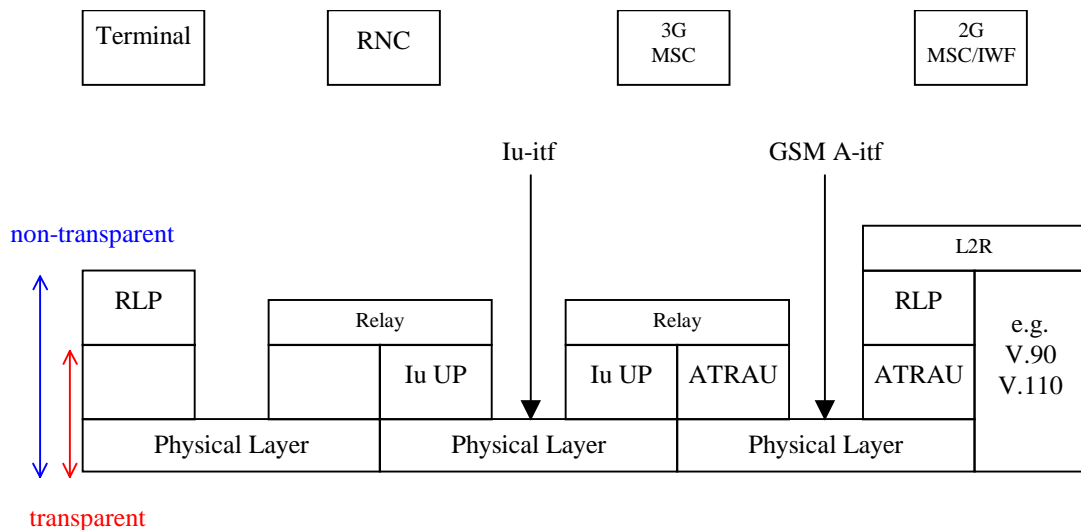 Terminal
RNC
3G
MSC
2G
MSC/IWF
Iu-itf
GSM A-itf
non-transparent
L2R
RLP
RLP
Relay
Relay
e.g.
V.90
V.110
Iu UP
Iu UP
ATRAU
ATRAU
Physical Layer
Physical Layer
Physical Layer
transparent